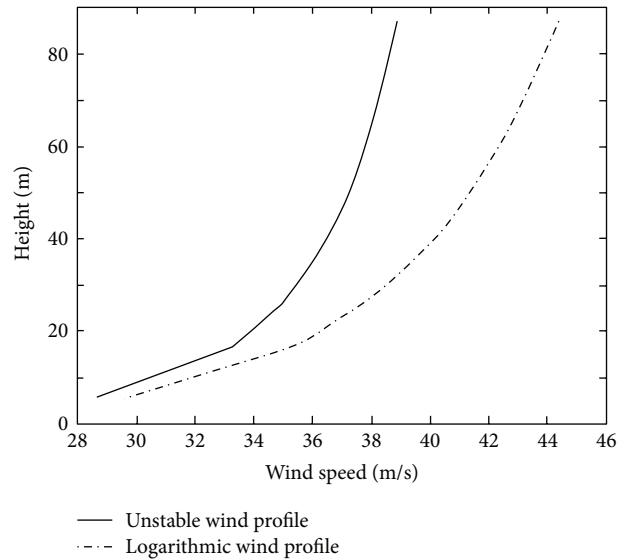 80
60
40
20
0
Height (m)
28 30 32 34 36 38 40 42 44 46
Wind speed (m/s)
Unstable wind profile
Logarithmic wind profile